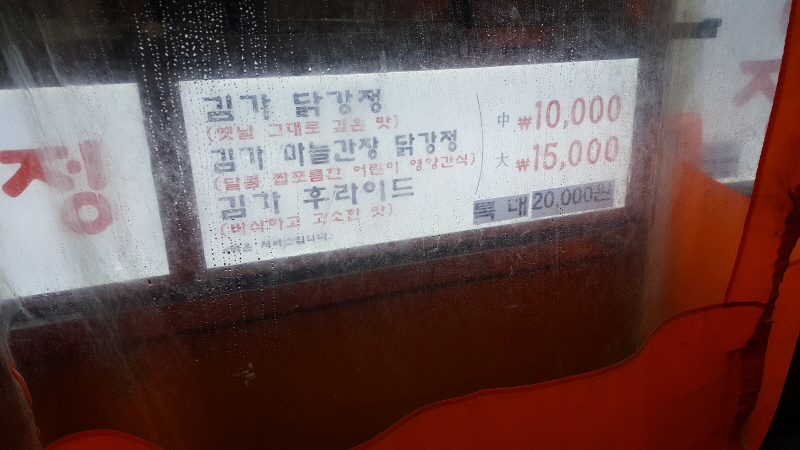 정
김가 닭강정
(옛날 그대로 깊은 맛)
김가 마늘간장 닭강정
(달콤 짭쪼름한 어린이 영양간식)
김가 후라이드
(바삭하고 고소한 맛)
中 ₩10,000
大 ₩15,000
특 대 20,000원